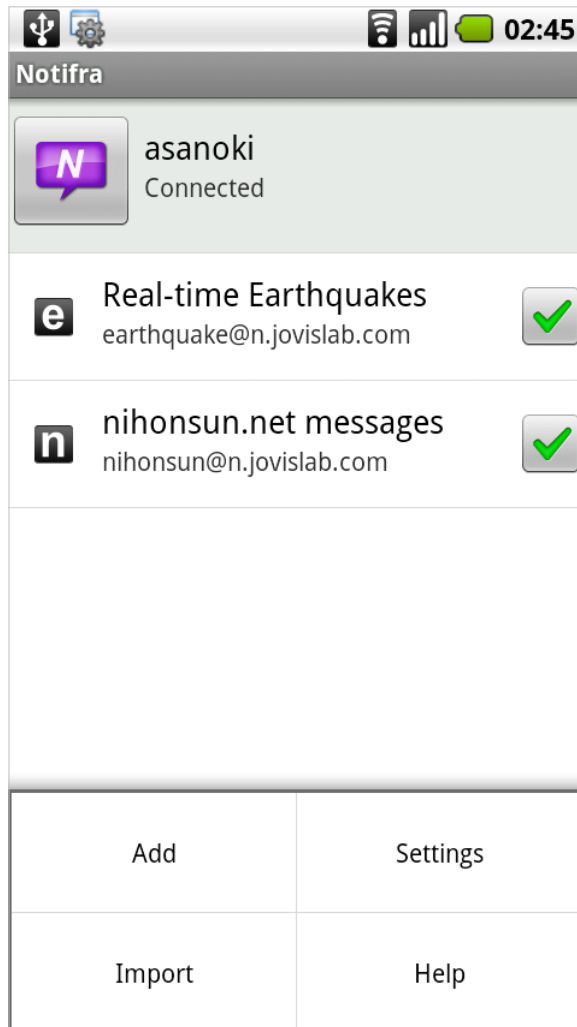 02:45
Notifra
N
asanoki
Connected
e
Real-time Earthquakes
earthquake@n.jovislab.com
n
nihonsun.net messages
nihonsun@n.jovislab.com
Add
Settings
Import
Help